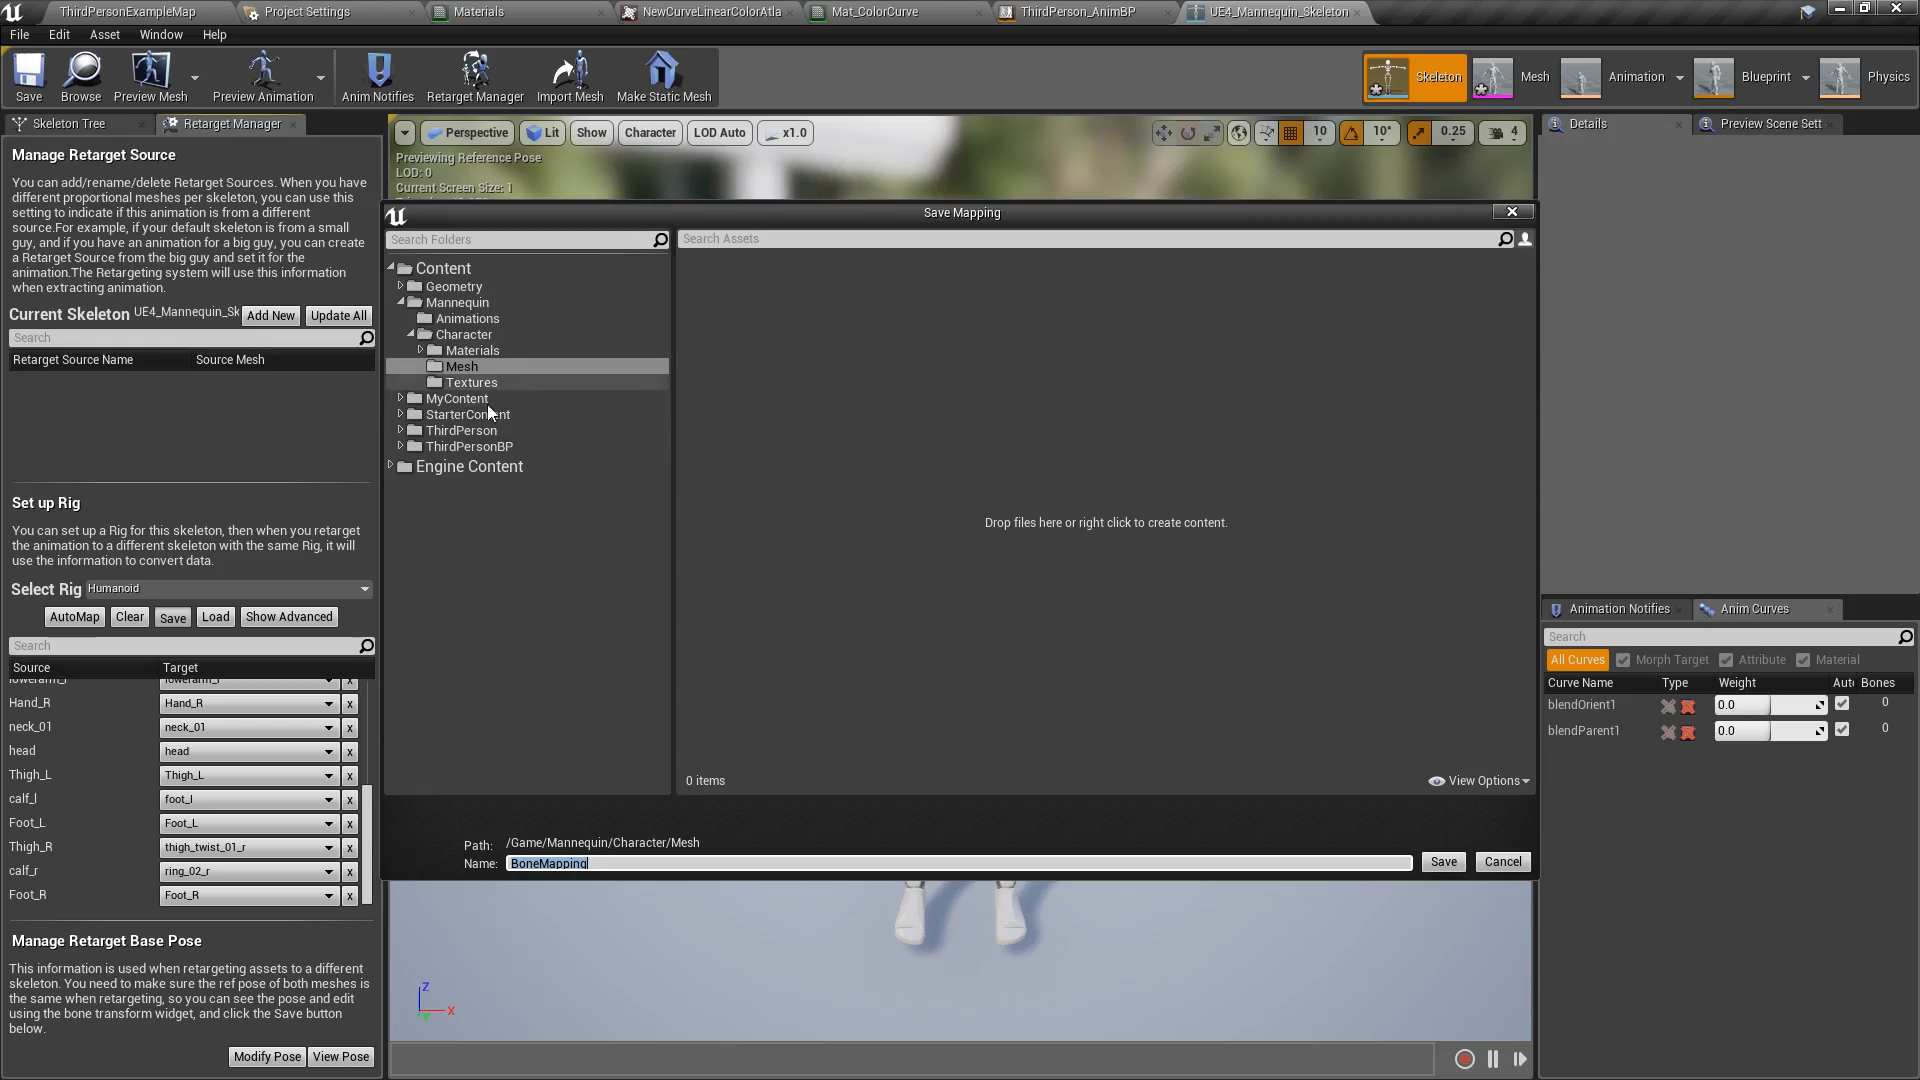 ThirdPersonExampleMap
Project Settings
Materials
NewCurveLinearColorAtla
Mat_ColorCurve
ThirdPerson_AnimBP
UE4_Mannequin_Skeleton
File Edit Asset Window Help
Save
Browse
Preview Mesh
Preview Animation
Anim Notifies
Retarget Manager
Import Mesh
Make Static Mesh
Skeleton
Mesh
Animation
Blueprint
Physics
Skeleton Tree
Retarget Manager
Manage Retarget Source
You can add/rename/delete Retarget Sources. When you have
different proportional meshes per skeleton, you can use this
setting to indicate if this animation is from a different
source.For example, if your default skeleton is from a small
guy, and if you have an animation for a big guy, you can create
a Retarget Source from the big guy and set it for the
animation.The Retargeting system will use this information
when extracting animation.
Current Skeleton UE4_Mannequin_Sk Add New Update All
Search
Retarget Source Name Source Mesh
Set up Rig
You can set up a Rig for this skeleton, then when you retarget
the animation to a different skeleton with the same Rig, it will
use the information to convert data.
Select Rig Humanoid
AutoMap Clear Save Load Show Advanced
Search
Source Target
Hand_R Hand_R x
neck_01 neck_01 x
head head x
Thigh_L Thigh_L x
calf_l foot_l x
Foot_L Foot_L x
Thigh_R thigh_twist_01_r x
calf_r ring_02_r x
Foot_R Foot_R x
Manage Retarget Base Pose
This information is used when retargeting assets to a different
skeleton. You need to make sure the ref pose of both meshes is
the same when retargeting, so you can see the pose and edit
using the bone transform widget, and click the Save button
below.
Modify Pose View Pose
Perspective Lit Show Character LOD Auto x1.0
10 10° 0.25 4
Previewing Reference Pose
LOD: 0
Current Screen Size: 1
Save Mapping
Search Folders
Search Assets
Content
Geometry
Mannequin
Animations
Character
Materials
Mesh
Textures
MyContent
StarterContent
ThirdPerson
ThirdPersonBP
Engine Content
Drop files here or right click to create content.
0 items
View Options
Path: /Game/Mannequin/Character/Mesh
Name: BoneMapping
Save Cancel
Z
X
Y
Details
Preview Scene Sett
Animation Notifies
Anim Curves
Search
All Curves Morph Target Attribute Material
Curve Name Type Weight Auto Bones
blendOrient1 0.0 0
blendParent1 0.0 0